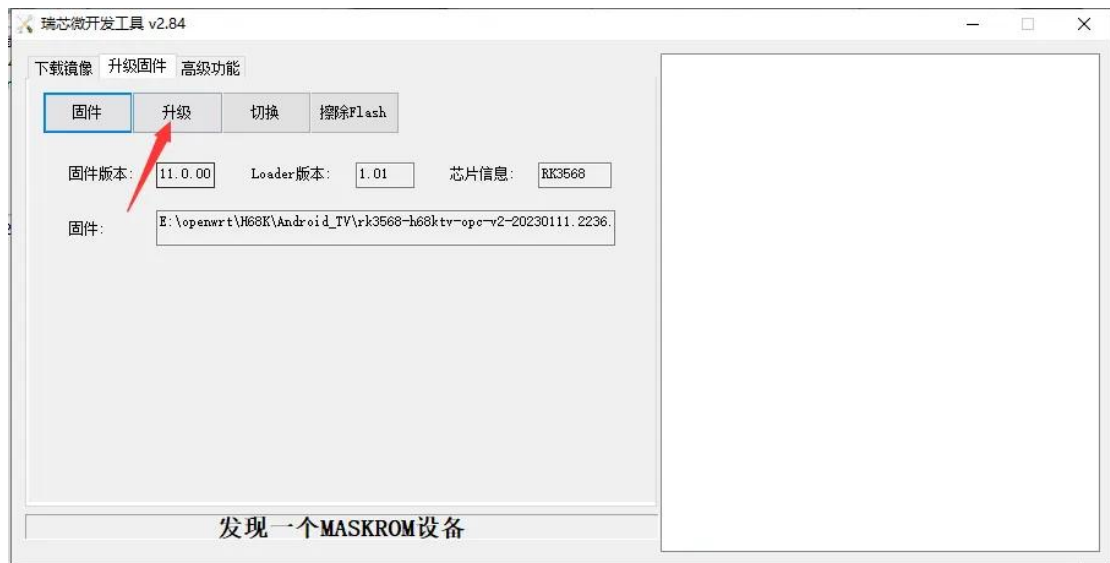 瑞芯微开发工具 v2.84
下载镜像 升级固件 高级功能
固件 升级 切换 擦除Flash
固件版本: 11.0.00 Loader版本: 1.01 芯片信息: RK3568
固件: E:\openwrt\H68K\Android_TV\rk3568-h68ktv-opc-v2-20230111.2236.
发现一个MASKROM设备